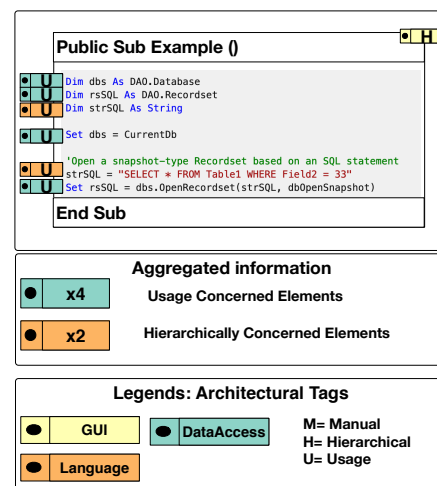 H
Public Sub Example ()
U Dim dbs As DAO.Database
U Dim rsSQL As DAO.Recordset
U Dim strSQL As String
U Set dbs = CurrentDb
'Open a snapshot-type Recordset based on an SQL statement
U strSQL = "SELECT * FROM Table1 WHERE Field2 = 33"
U Set rsSQL = dbs.OpenRecordset(strSQL, dbOpenSnapshot)
End Sub
Aggregated information
x4 Usage Concerned Elements
x2 Hierarchically Concerned Elements
Legends: Architectural Tags
GUI DataAccess M= Manual
H= Hierarchical
Language U= Usage